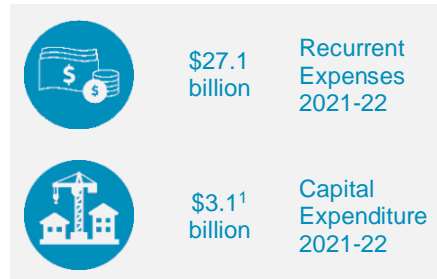 $27.1
billion
Recurrent
Expenses
2021-22
$3.1¹
billion
Capital
Expenditure
2021-22
$
$